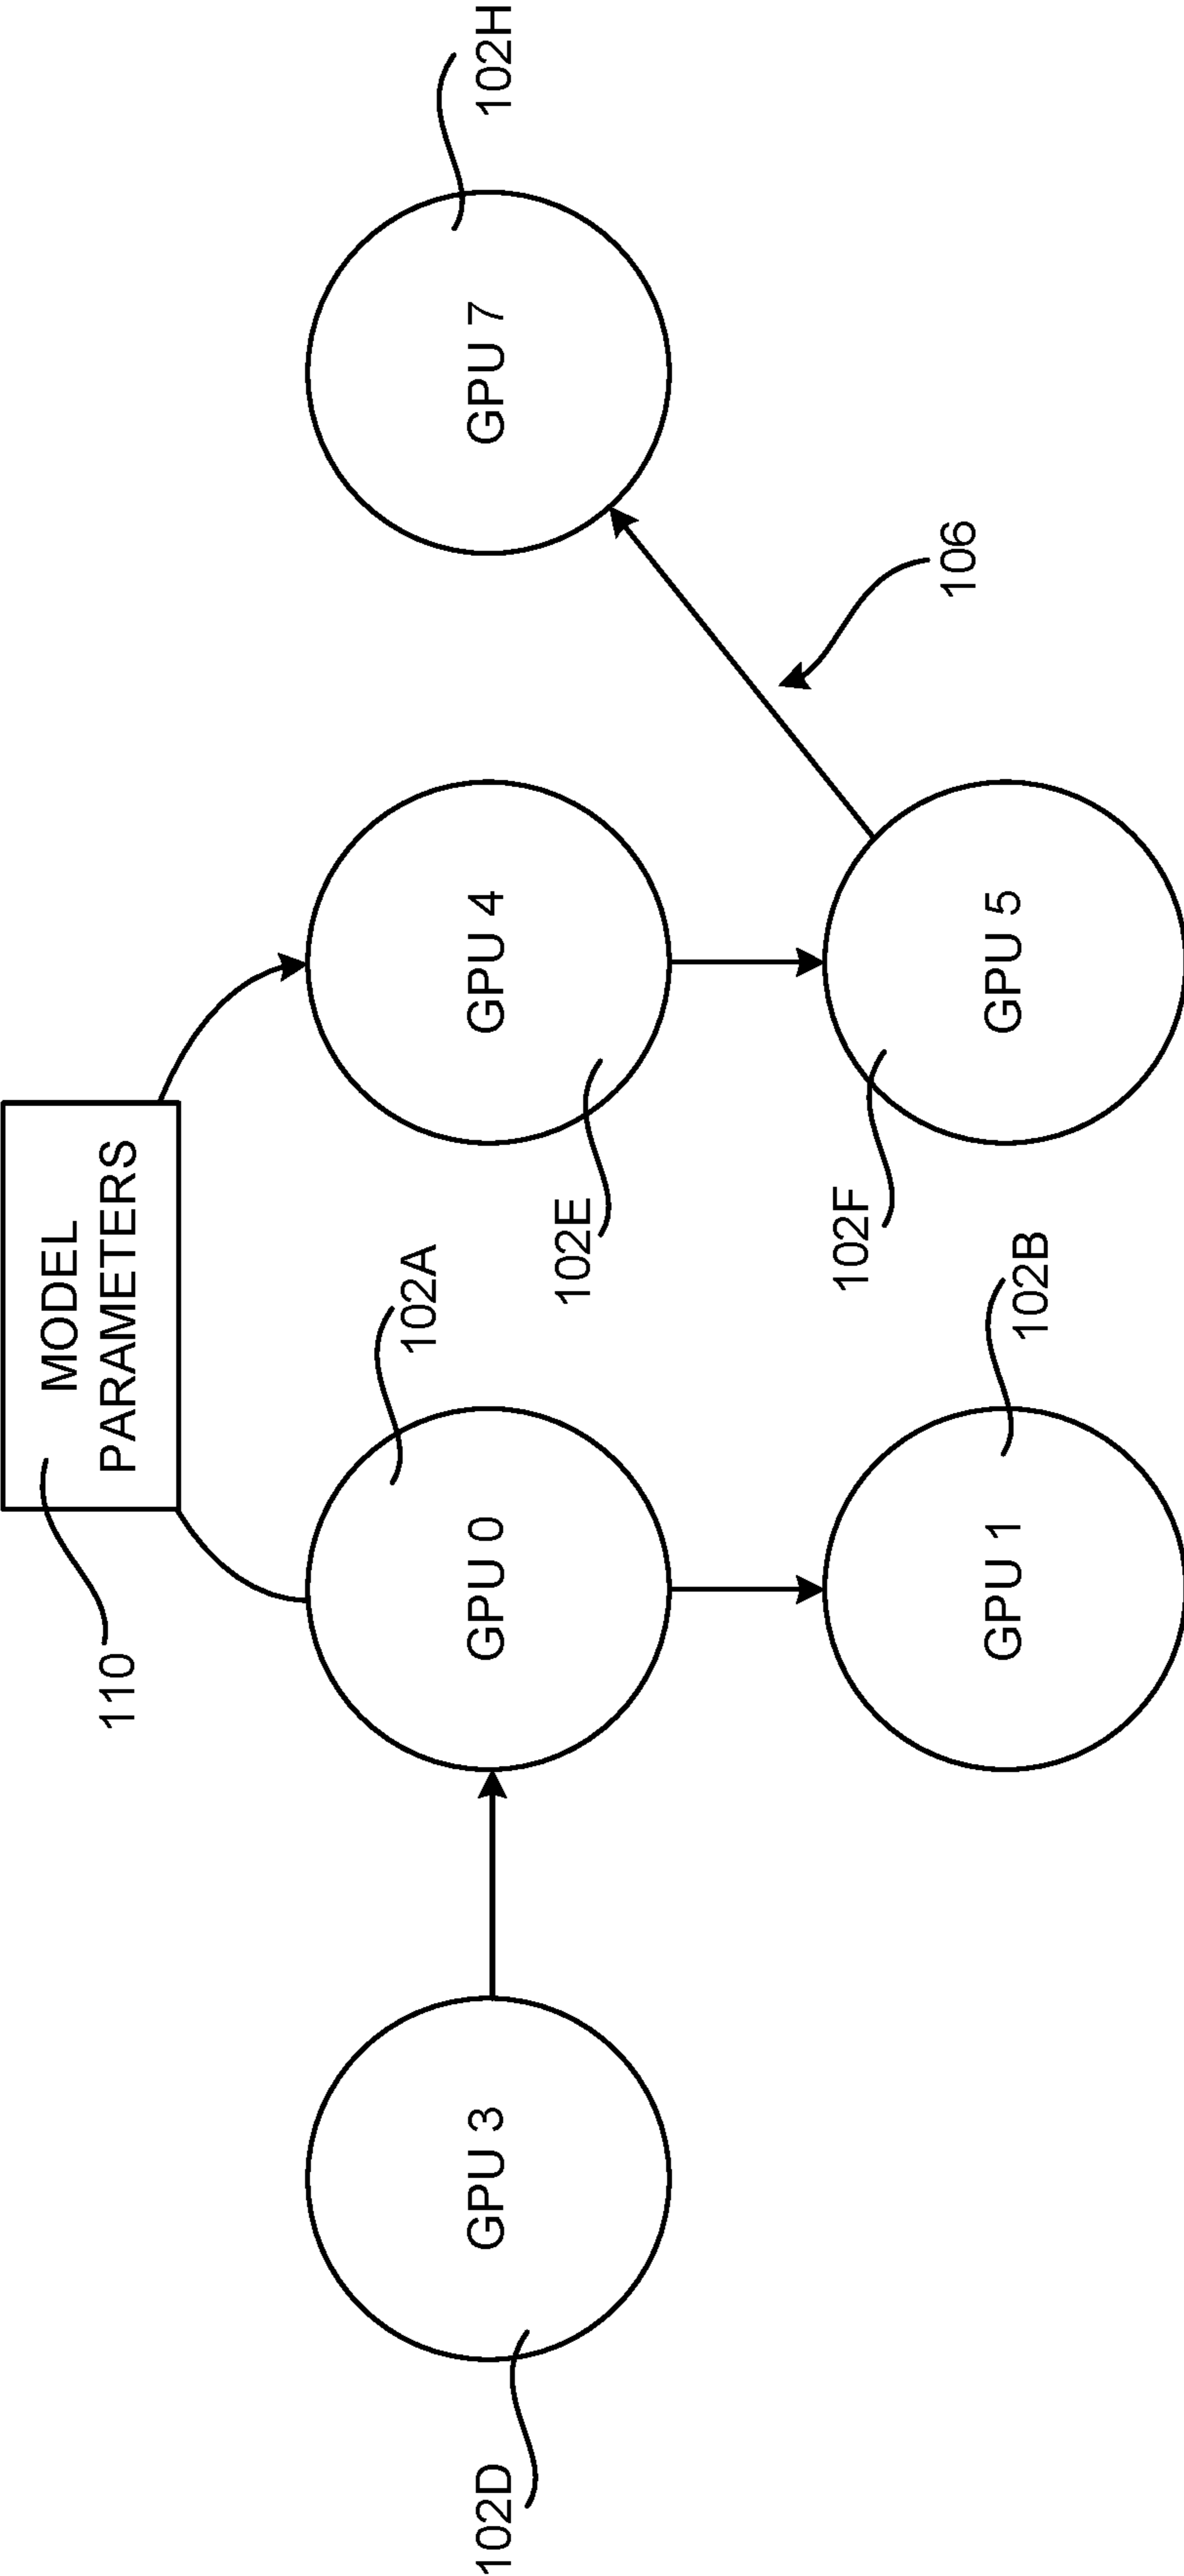 MODEL
PARAMETERS
110
102A
102E
GPU 3
GPU 0
GPU 4
GPU 7
102D
102H
102B
102F
106
GPU 1
GPU 5